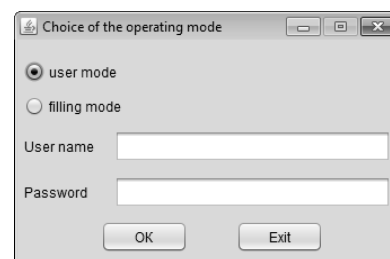 Choice of the operating mode
user mode
filling mode
User name
Password
OK Exit